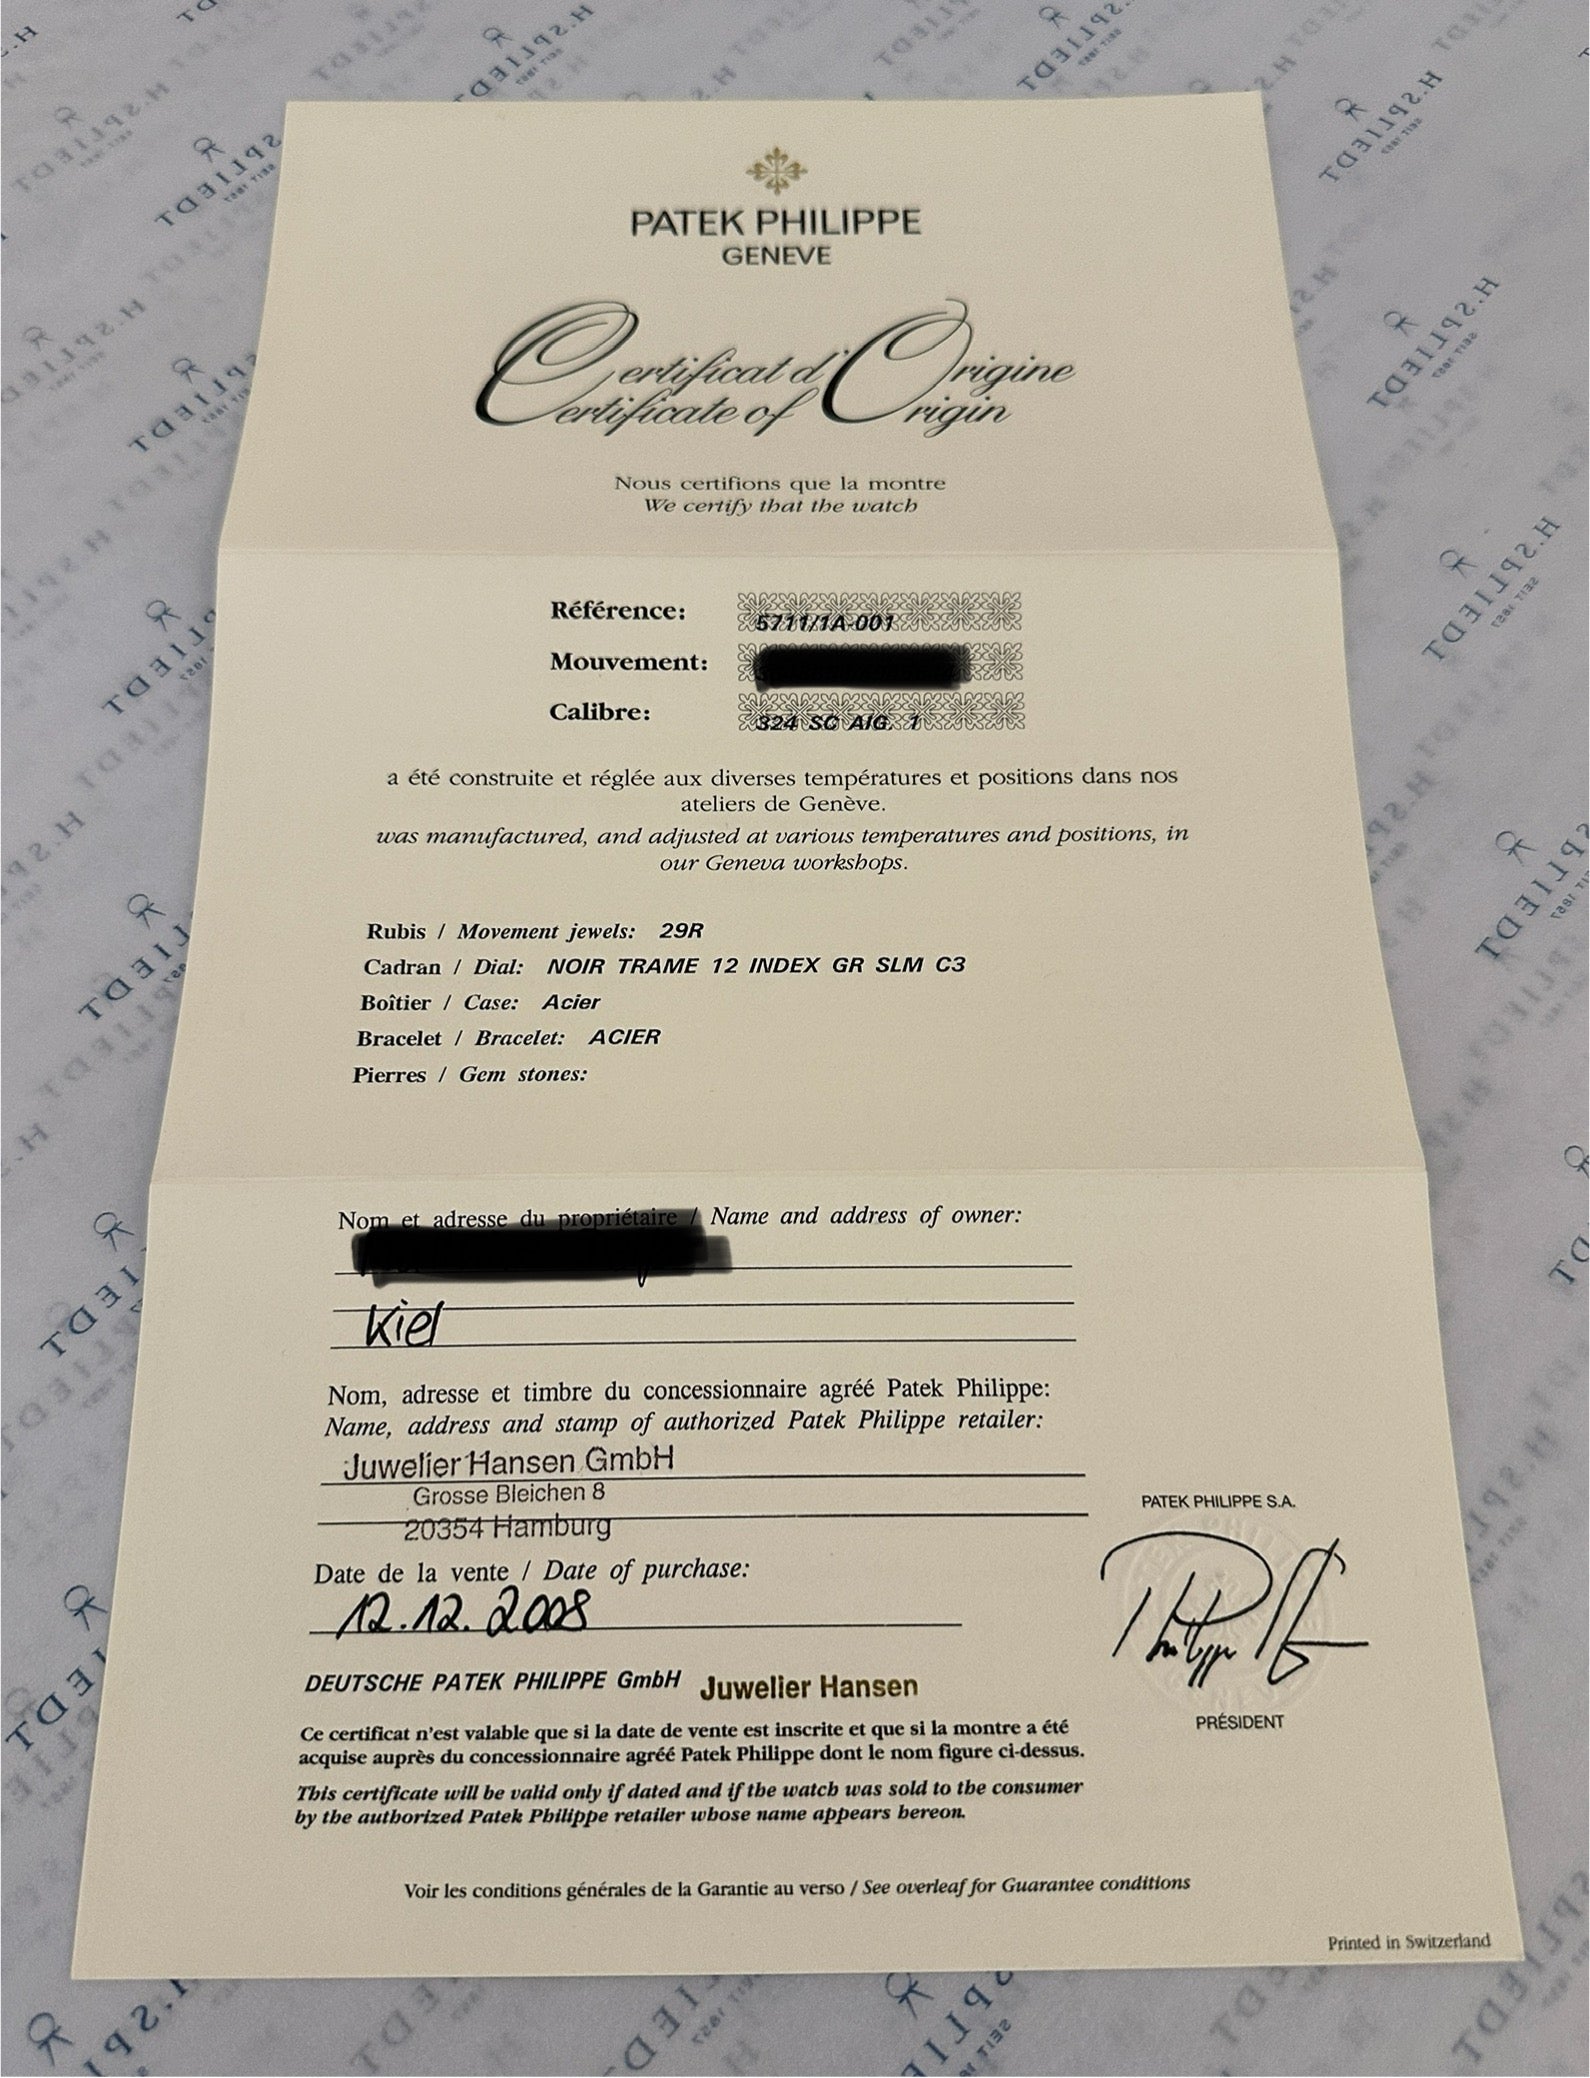 PATEK PHILIPPE
GENEVE
Certificat d'Origine
Certificate of Origin
Nous certifions que la montre
We certify that the watch
Référence: 5711/1A-001
Mouvement:
Calibre: 324 SC AIG. 1
a été construite et réglée aux diverses températures et positions dans nos
ateliers de Genève.
was manufactured, and adjusted at various temperatures and positions, in
our Geneva workshops.
Rubis / Movement jewels: 29R
Cadran / Dial: NOIR TRAME 12 INDEX GR SLM C3
Boîtier / Case: Acier
Bracelet / Bracelet: ACIER
Pierres / Gem stones:
Nom et adresse du propriétaire / Name and address of owner:
Kiel
Nom, adresse et timbre du concessionnaire agréé Patek Philippe:
Name, address and stamp of authorized Patek Philippe retailer:
Juwelier Hansen GmbH
Grosse Bleichen 8
20354 Hamburg
PATEK PHILIPPE S.A.
Date de la vente / Date of purchase:
12.12.2008
DEUTSCHE PATEK PHILIPPE GmbH Juwelier Hansen
PRÉSIDENT
Ce certificat n'est valable que si la date de vente est inscrite et que si la montre a été
acquise auprès du concessionnaire agréé Patek Philippe dont le nom figure ci-dessus.
This certificate will be valid only if dated and if the watch was sold to the consumer
by the authorized Patek Philippe retailer whose name appears hereon.
Voir les conditions générales de la Garantie au verso / See overleaf for Guarantee conditions
Printed in Switzerland
H.SPLIEDT
SEIT 1857